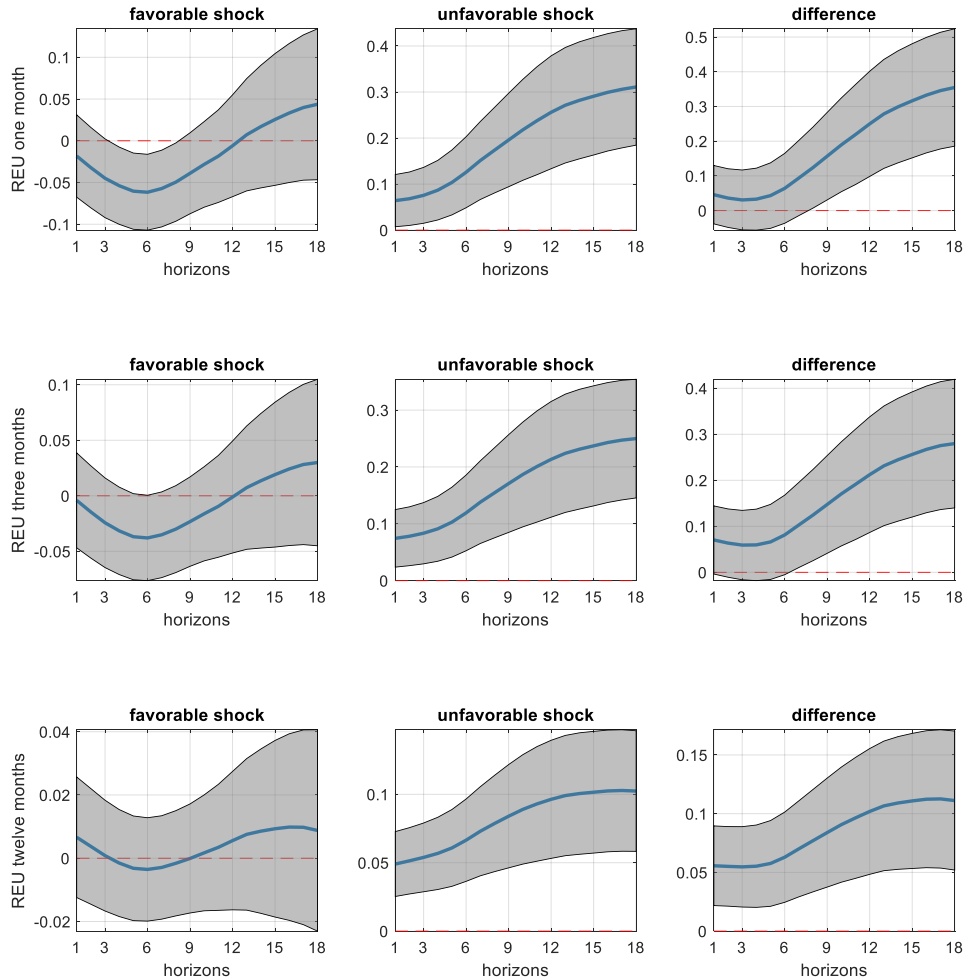 favorable shock
unfavorable shock
difference
REU one month
0.1
0.05
0
-0.05
-0.1
1 3 6 9 12 15 18
horizons
0.4
0.3
0.2
0.1
0
1 3 6 9 12 15 18
horizons
0.5
0.4
0.3
0.2
0.1
0
1 3 6 9 12 15 18
horizons
favorable shock
unfavorable shock
difference
REU three months
0.1
0.05
0
-0.05
1 3 6 9 12 15 18
horizons
0.3
0.2
0.1
0
1 3 6 9 12 15 18
horizons
0.4
0.3
0.2
0.1
0
1 3 6 9 12 15 18
horizons
favorable shock
unfavorable shock
difference
REU twelve months
0.04
0.02
0
-0.02
1 3 6 9 12 15 18
horizons
0.1
0.05
0
1 3 6 9 12 15 18
horizons
0.15
0.1
0.05
0
1 3 6 9 12 15 18
horizons